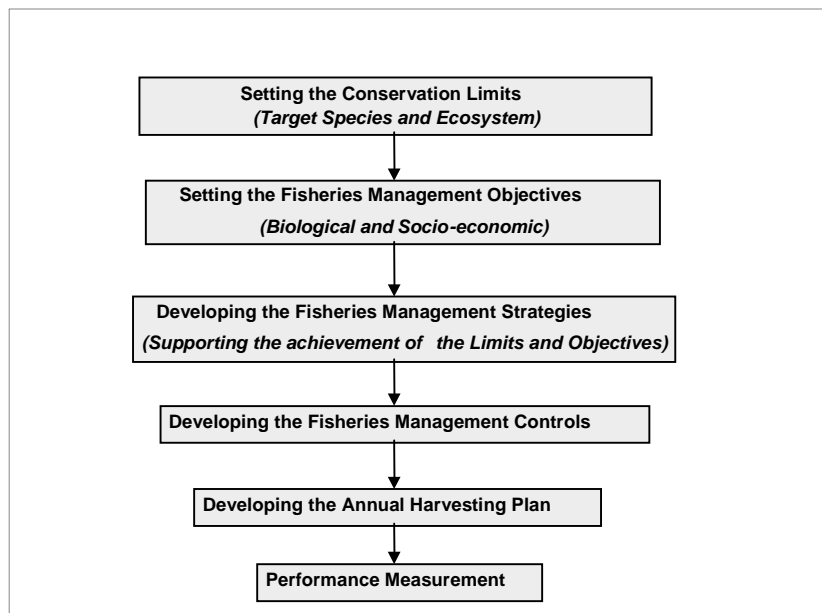 Setting the Conservation Limits
(Target Species and Ecosystem)
Setting the Fisheries Management Objectives
(Biological and Socio-economic)
Developing the Fisheries Management Strategies
(Supporting the achievement of the Limits and Objectives)
Developing the Fisheries Management Controls
Developing the Annual Harvesting Plan
Performance Measurement